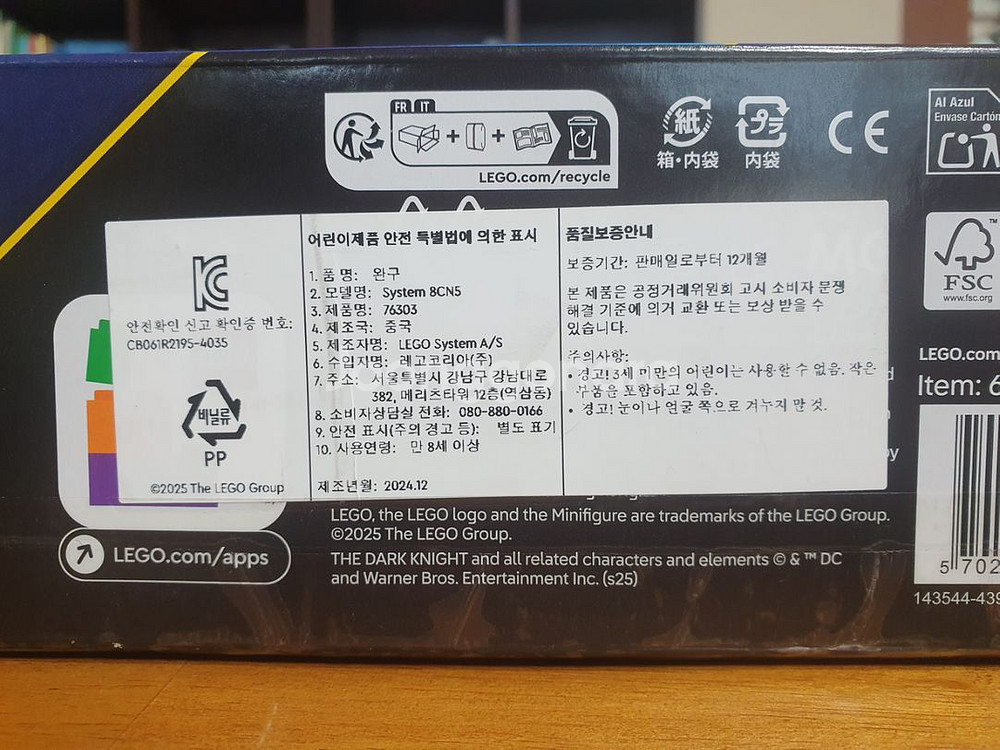 FR IT
LEGO.com/recycle
紙
箱・内袋
プラ
内袋
CE
Al Azul
Envase Cartón
FSC
www.fsc.org
KC
안전확인 신고 확인증 번호:
CB061R2195-4035
비닐류
PP
©2025 The LEGO Group
어린이제품 안전 특별법에 의한 표시
1. 품 명: 완구
2. 모델명: System 8CN5
3. 제품명: 76303
4. 제조국: 중국
5. 제조자명: LEGO System A/S
6. 수입자명: 레고코리아(주)
7. 주소: 서울특별시 강남구 강남대로
382, 메리츠타워 12층(역삼동)
8. 소비자상담실 전화: 080-880-0166
9. 안전 표시(주의 경고 등): 별도 표기
10. 사용연령: 만 8세 이상
제조년월: 2024.12
품질보증안내
보증기간: 판매일로부터 12개월
본 제품은 공정거래위원회 고시 소비자 분쟁
해결 기준에 의거 교환 또는 보상 받을 수
있습니다.
주의사항:
• 경고! 3세 미만의 어린이는 사용할 수 없음. 작은
부품을 포함하고 있음.
• 경고! 눈이나 얼굴 쪽으로 겨누지 말 것.
LEGO.com
Item: 6
LEGO, the LEGO logo and the Minifigure are trademarks of the LEGO Group.
©2025 The LEGO Group.
THE DARK KNIGHT and all related characters and elements © & ™ DC
and Warner Bros. Entertainment Inc. (s25)
LEGO.com/apps
5 702
143544-439